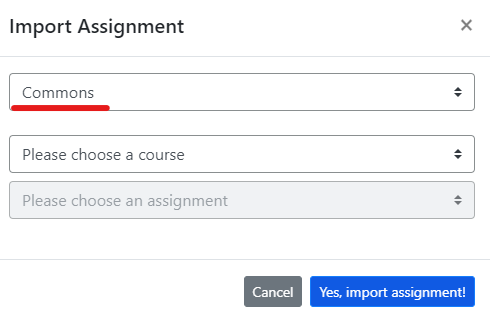 Import Assignment ×
Commons
Please choose a course
Please choose an assignment
Cancel Yes, import assignment!